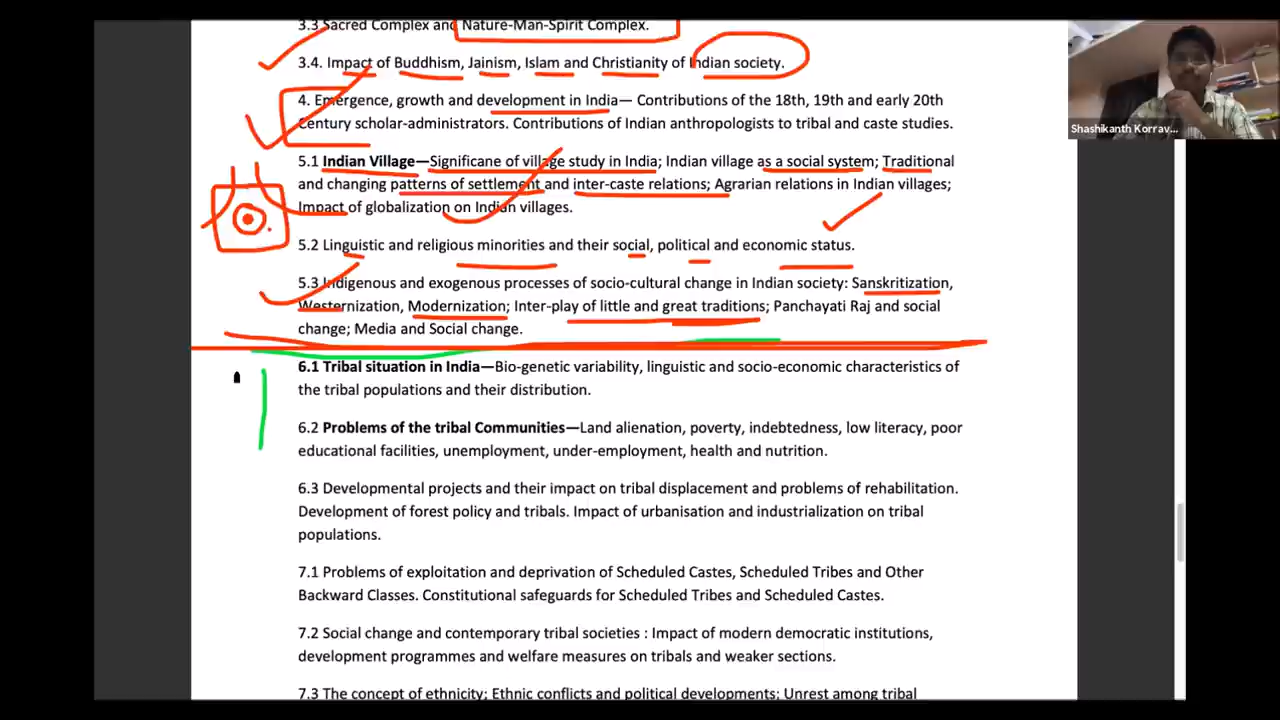 3.3 Sacred Complex and Nature-Man-Spirit Complex.
3.4. Impact of Buddhism, Jainism, Islam and Christianity of Indian society.
4. Emergence, growth and development in India— Contributions of the 18th, 19th and early 20th
Century scholar-administrators. Contributions of Indian anthropologists to tribal and caste studies.
5.1 Indian Village—Significane of village study in India; Indian village as a social system; Traditional
and changing patterns of settlement and inter-caste relations; Agrarian relations in Indian villages;
Impact of globalization on Indian villages.
5.2 Linguistic and religious minorities and their social, political and economic status.
5.3 Indigenous and exogenous processes of socio-cultural change in Indian society: Sanskritization,
Westernization, Modernization; Inter-play of little and great traditions; Panchayati Raj and social
change; Media and Social change.
6.1 Tribal situation in India—Bio-genetic variability, linguistic and socio-economic characteristics of
the tribal populations and their distribution.
6.2 Problems of the tribal Communities—Land alienation, poverty, indebtedness, low literacy, poor
educational facilities, unemployment, under-employment, health and nutrition.
6.3 Developmental projects and their impact on tribal displacement and problems of rehabilitation.
Development of forest policy and tribals. Impact of urbanisation and industrialization on tribal
populations.
7.1 Problems of exploitation and deprivation of Scheduled Castes, Scheduled Tribes and Other
Backward Classes. Constitutional safeguards for Scheduled Tribes and Scheduled Castes.
7.2 Social change and contemporary tribal societies : Impact of modern democratic institutions,
development programmes and welfare measures on tribals and weaker sections.
7.3 The concept of ethnicity; Ethnic conflicts and political developments; Unrest among tribal
Shashikanth Korrav...